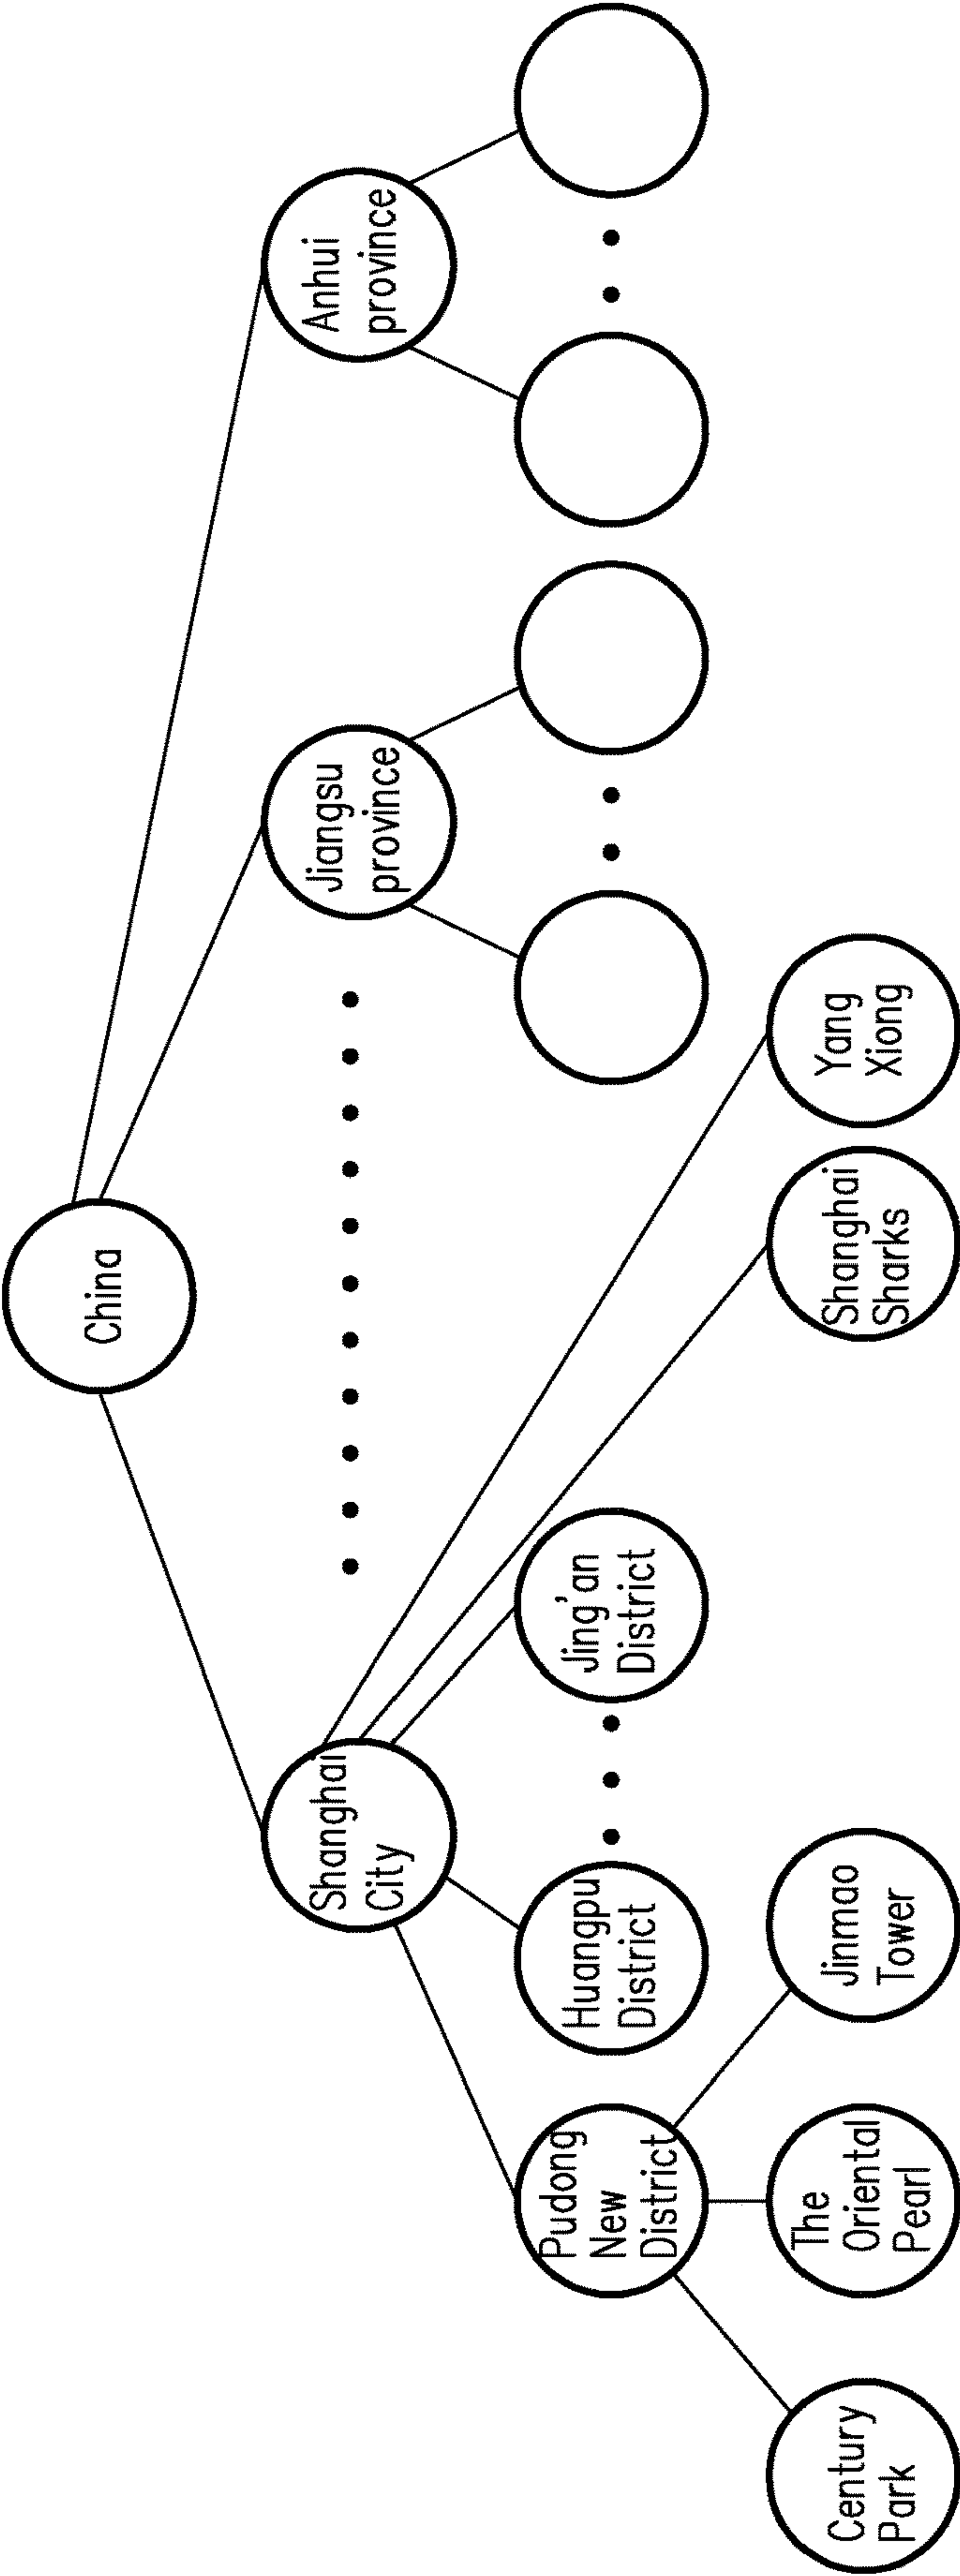 China
Shanghai
City
Jiangsu
province
Anhui
province
Pudong
New
District
Huangpu
District
Jing'an
District
Century
Park
The
Oriental
Pearl
Jinmao
Tower
Shanghai
Sharks
Yang
Xiong